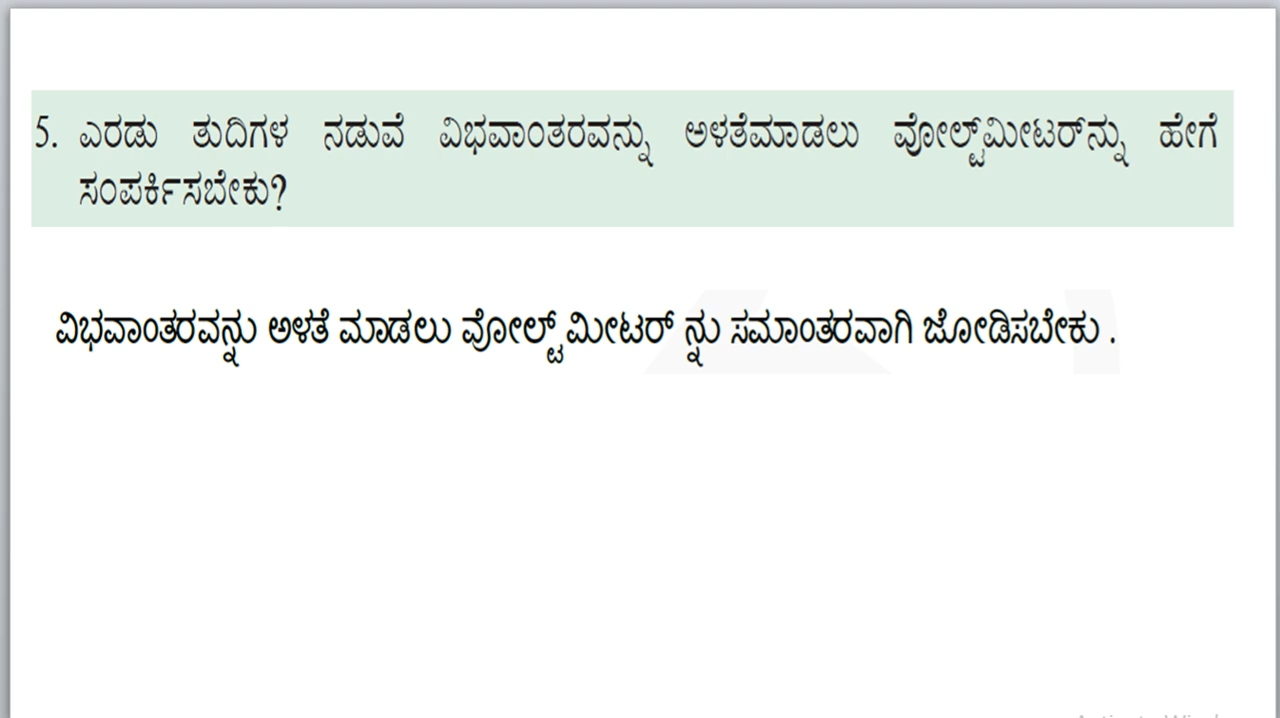 5. ಎರಡು ತುದಿಗಳ ನಡುವೆ ವಿಭವಾಂತರವನ್ನು ಅಳತೆಮಾಡಲು ವೋಲ್ಟ್‌ಮೀಟರ್‌ನ್ನು ಹೇಗೆ
ಸಂಪರ್ಕಿಸಬೇಕು?
ವಿಭವಾಂತರವನ್ನು ಅಳತೆ ಮಾಡಲು ವೋಲ್ಟ್ ಮೀಟರ್ ನ್ನು ಸಮಾಂತರವಾಗಿ ಜೋಡಿಸಬೇಕು .